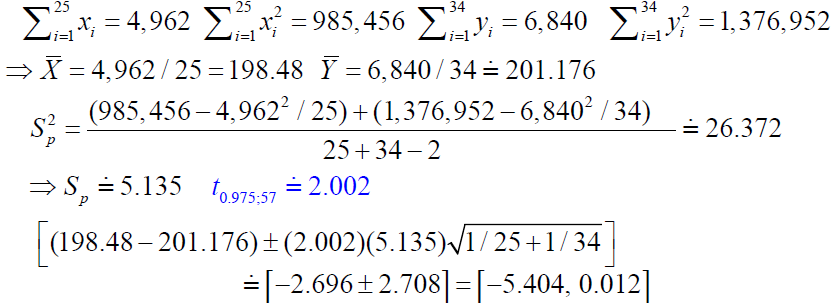 ∑_{i=1}^{25} x_i = 4,962  ∑_{i=1}^{25} x_i^2 = 985,456  ∑_{i=1}^{34} y_i = 6,840  ∑_{i=1}^{34} y_i^2 = 1,376,952
⇒ X̄ = 4,962 / 25 = 198.48  Ȳ = 6,840 / 34 ≐ 201.176
S_p^2 = \frac{(985,456 − 4,962^2 / 25) + (1,376,952 − 6,840^2 / 34)}{25 + 34 − 2} ≐ 26.372
⇒ S_p ≐ 5.135  t_{0.975;57} ≐ 2.002
[(198.48 − 201.176) ± (2.002)(5.135)√(1 / 25 + 1 / 34)]
≐ [−2.696 ± 2.708] = [−5.404, 0.012]